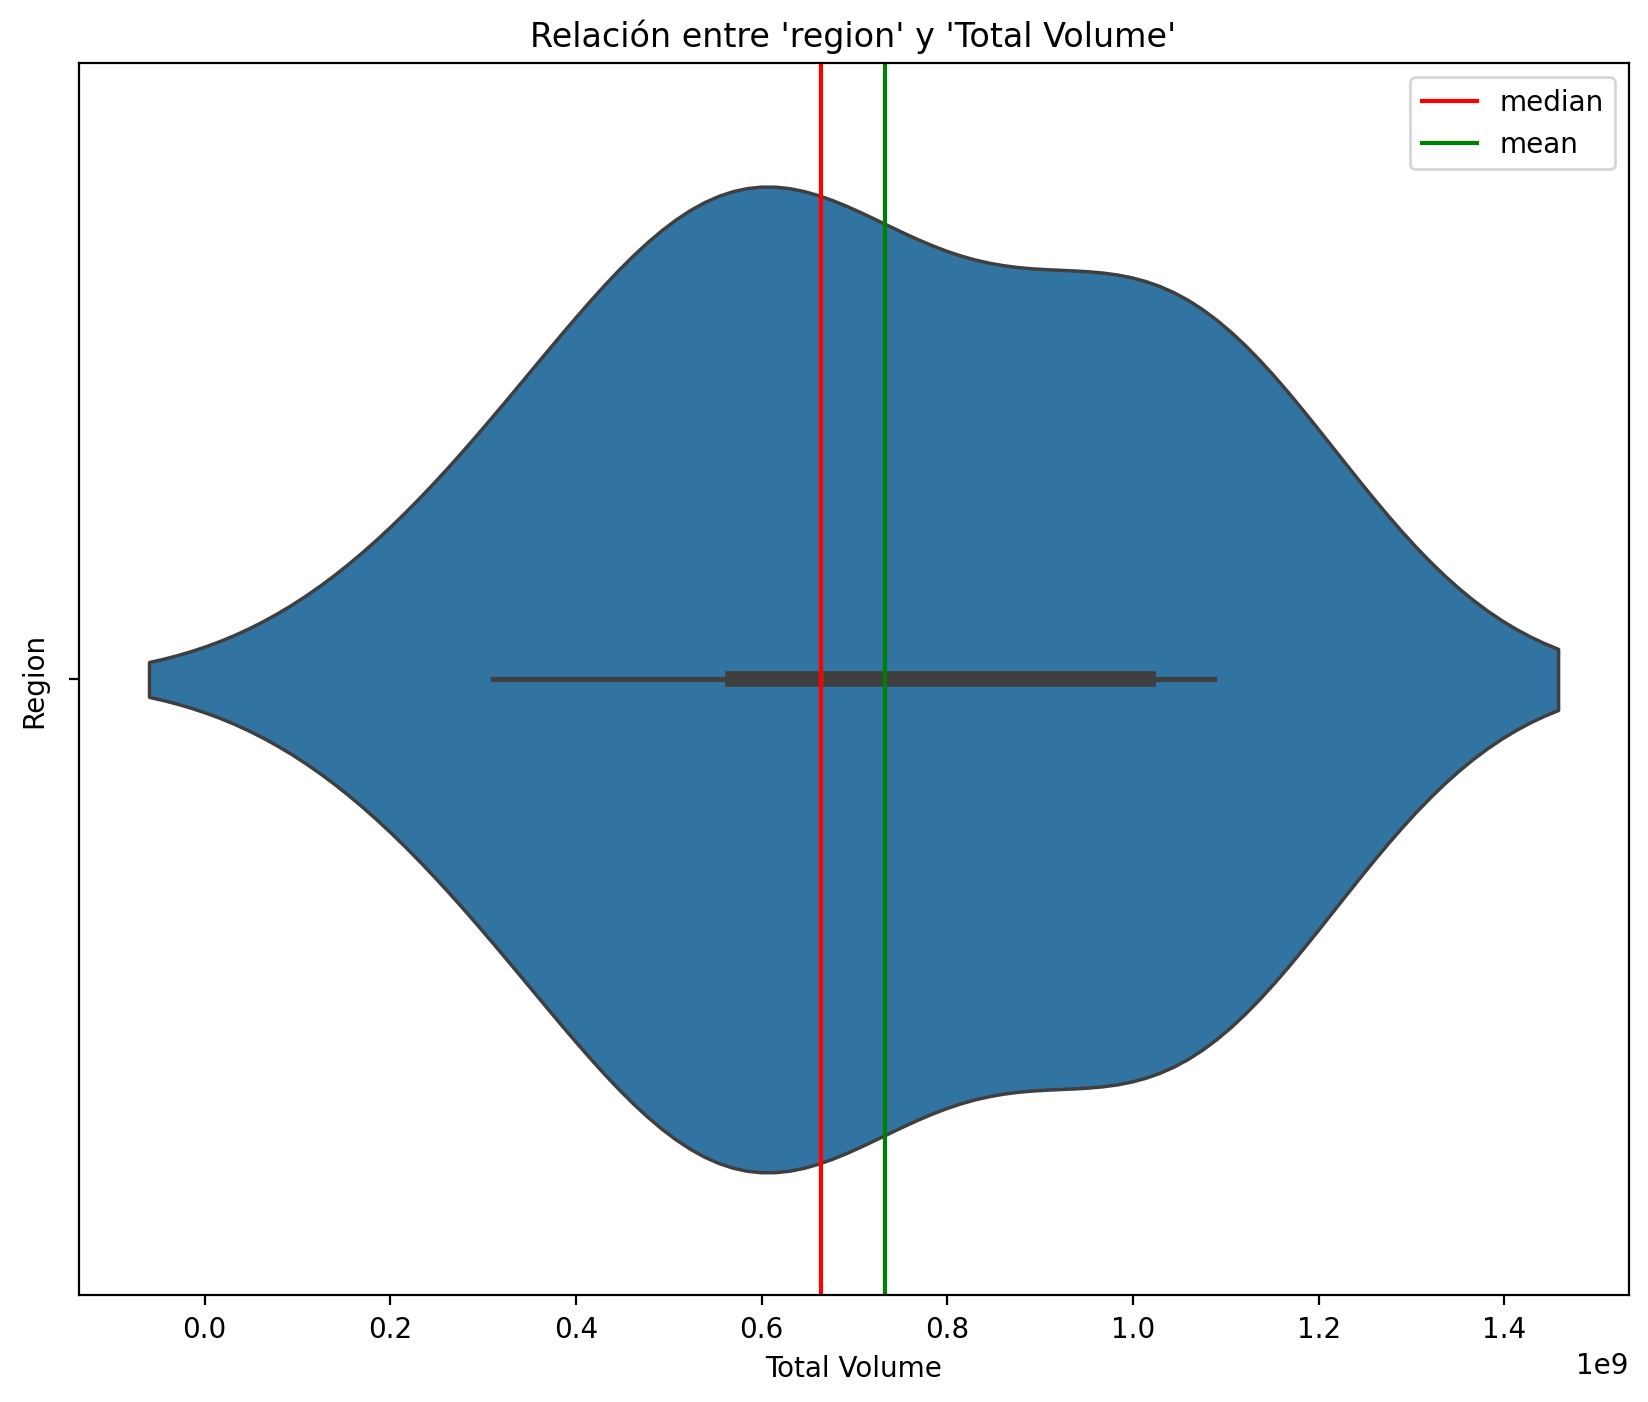 Relación entre 'region' y 'Total Volume'
median
mean
Region
0.0 0.2 0.4 0.6 0.8 1.0 1.2 1.4
Total Volume
1e9